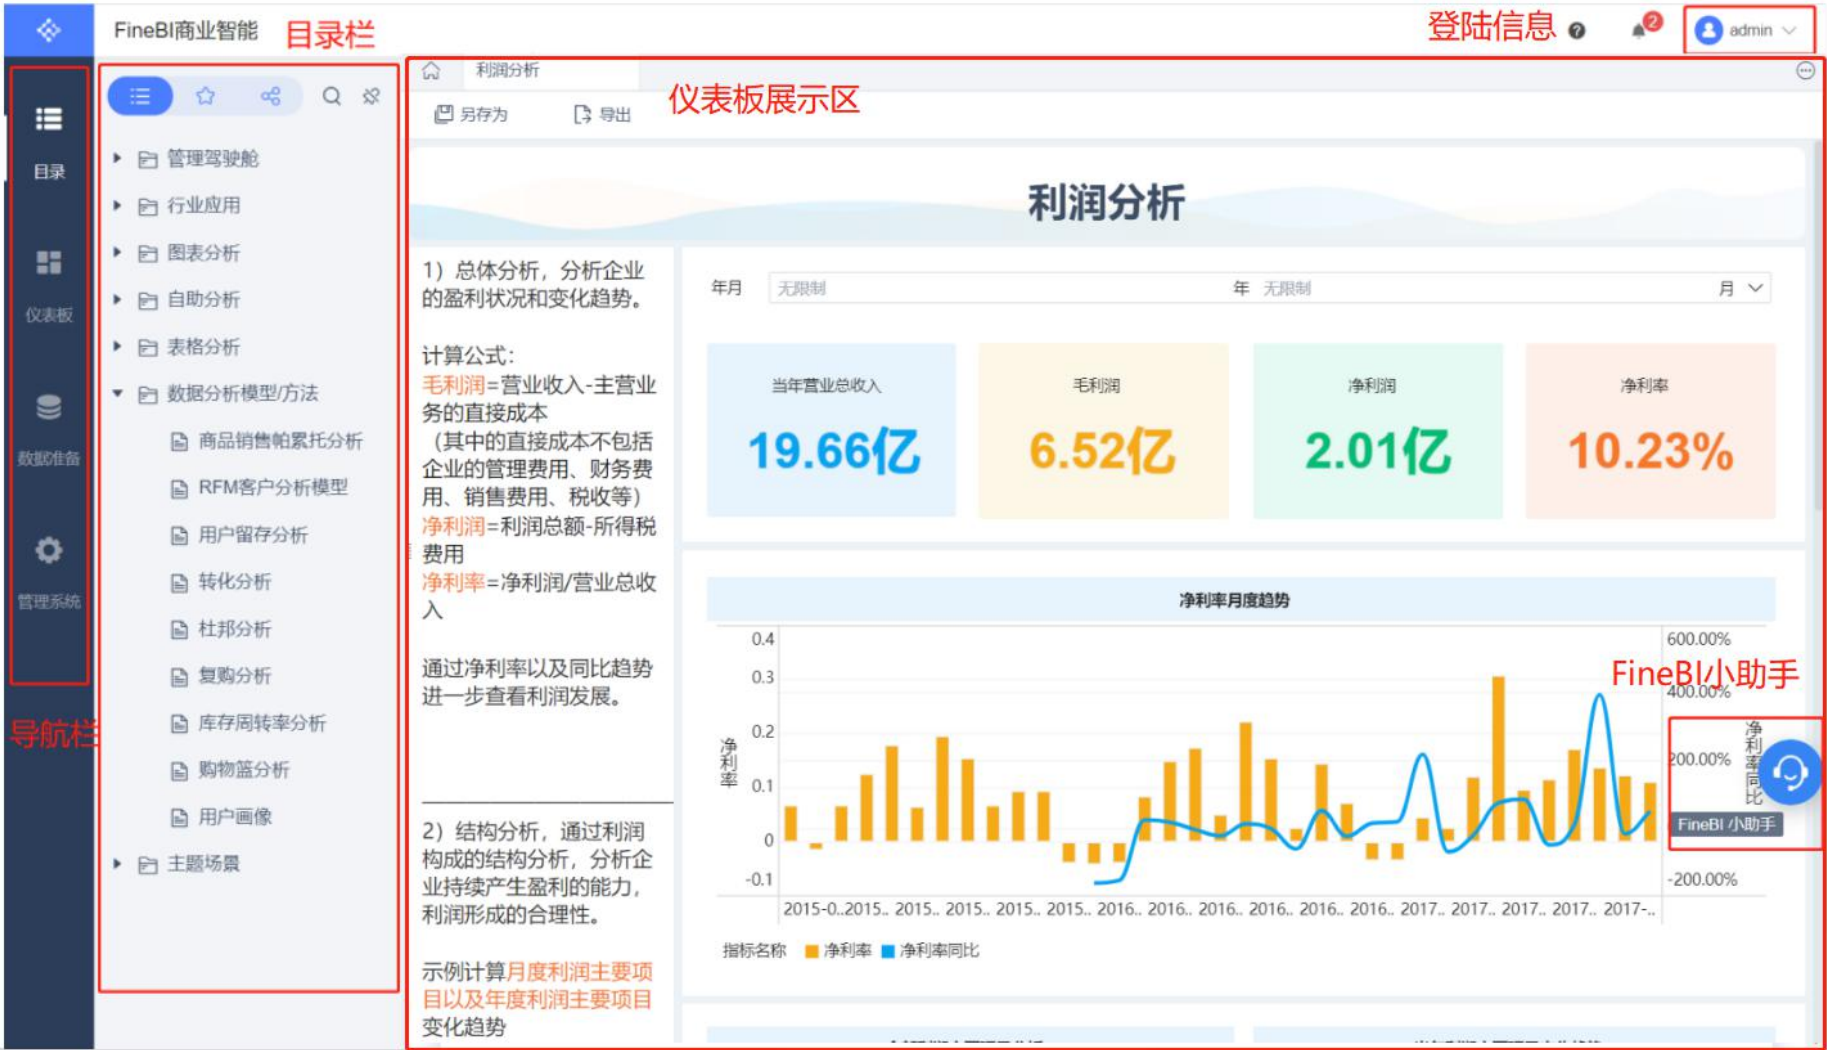 FineBI商业智能
目录栏
登陆信息
2
admin
目录
仪表板
数据准备
管理系统
导航栏
管理驾驶舱
行业应用
图表分析
自助分析
表格分析
数据分析模型/方法
商品销售帕累托分析
RFM客户分析模型
用户留存分析
转化分析
杜邦分析
复购分析
库存周转率分析
购物篮分析
用户画像
主题场景
利润分析
另存为
导出
仪表板展示区
利润分析
1）总体分析，分析企业
的盈利状况和变化趋势。
计算公式：
毛利润=营业收入-主营业
务的直接成本
（其中的直接成本不包括
企业的管理费用、财务费
用、销售费用、税收等）
净利润=利润总额-所得税
费用
净利率=净利润/营业总收
入
通过净利率以及同比趋势
进一步查看利润发展。
2）结构分析，通过利润
构成的结构分析，分析企
业持续产生盈利的能力，
利润形成的合理性。
示例计算月度利润主要项
目以及年度利润主要项目
变化趋势
年月 无限制 年 无限制 月
当年营业总收入
19.66亿
毛利润
6.52亿
净利润
2.01亿
净利率
10.23%
净利率月度趋势
0.4
0.3
0.2
0.1
0
-0.1
净利率
600.00%
400.00%
200.00%
-200.00%
净利率同比
FineBI小助手
FineBI 小助手
2015-0..2015.. 2015.. 2015.. 2015.. 2015.. 2016.. 2016.. 2016.. 2016.. 2016.. 2016.. 2017.. 2017.. 2017.. 2017.. 2017-..
指标名称 净利率 净利率同比